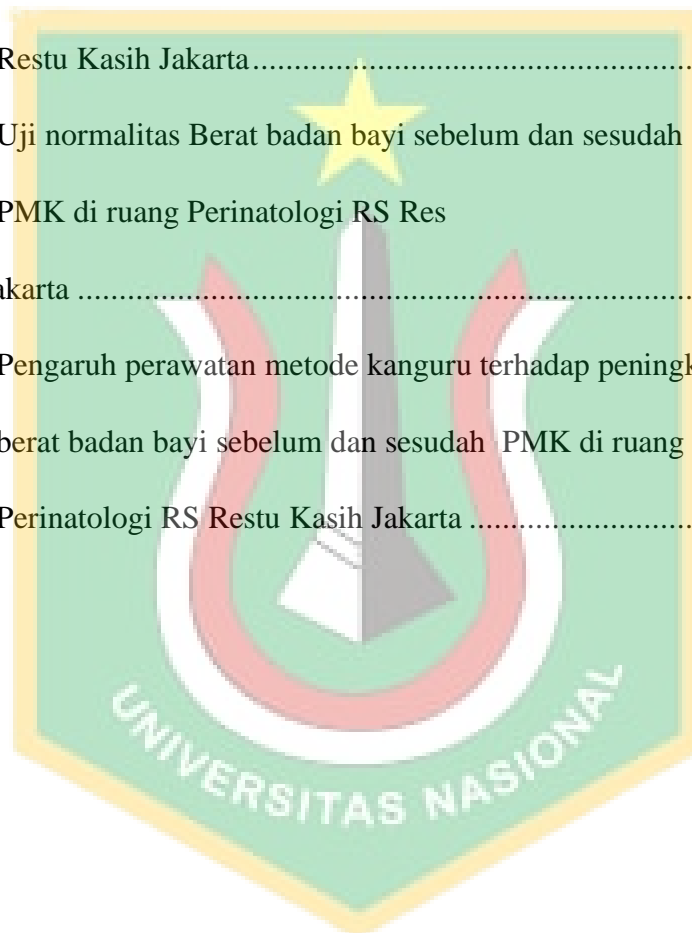 Restu Kasih Jakarta......................................................
Uji normalitas Berat badan bayi sebelum dan sesudah
PMK di ruang Perinatologi RS Res
akarta ...........................................................................
Pengaruh perawatan metode kanguru terhadap peningk
berat badan bayi sebelum dan sesudah  PMK di ruang
Perinatologi RS Restu Kasih Jakarta ...........................
UNIVERSITAS NASIONAL